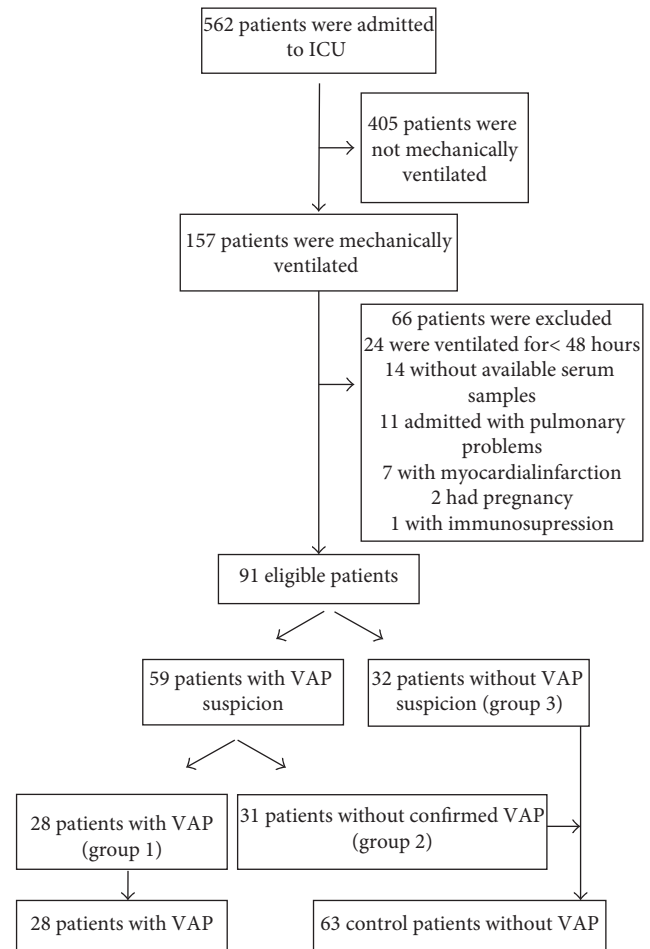 562 patients were admitted
to ICU
405 patients were
not mechanically
ventilated
157 patients were mechanically
ventilated
66 patients were excluded
24 were ventilated for< 48 hours
14 without available serum
samples
11 admitted with pulmonary
problems
7 with myocardialinfarction
2 had pregnancy
1 with immunosupression
91 eligible patients
59 patients with VAP
suspicion
32 patients without VAP
suspicion (group 3)
28 patients with VAP
(group 1)
31 patients without confirmed VAP
(group 2)
28 patients with VAP
63 control patients without VAP